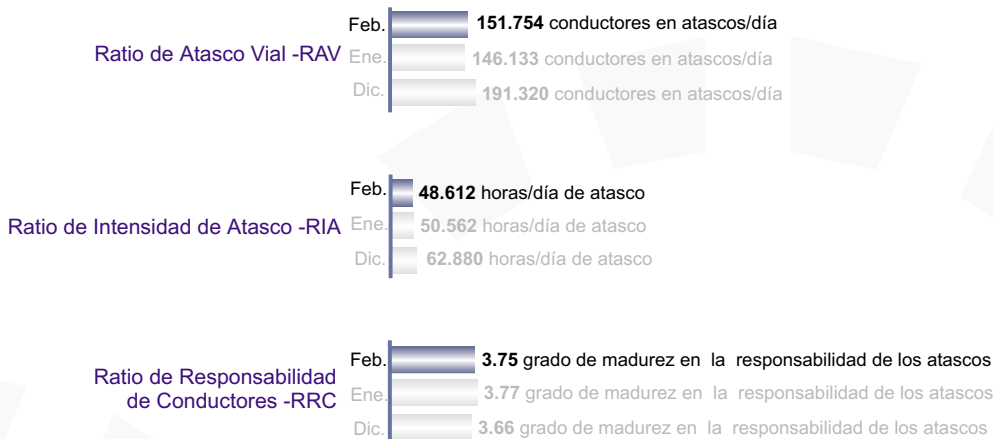 Ratio de Atasco Vial -RAV
Feb. 151.754 conductores en atascos/día
Ene. 146.133 conductores en atascos/día
Dic. 191.320 conductores en atascos/día
Ratio de Intensidad de Atasco -RIA
Feb. 48.612 horas/día de atasco
Ene. 50.562 horas/día de atasco
Dic. 62.880 horas/día de atasco
Ratio de Responsabilidad
de Conductores -RRC
Feb. 3.75 grado de madurez en la responsabilidad de los atascos
Ene. 3.77 grado de madurez en la responsabilidad de los atascos
Dic. 3.66 grado de madurez en la responsabilidad de los atascos